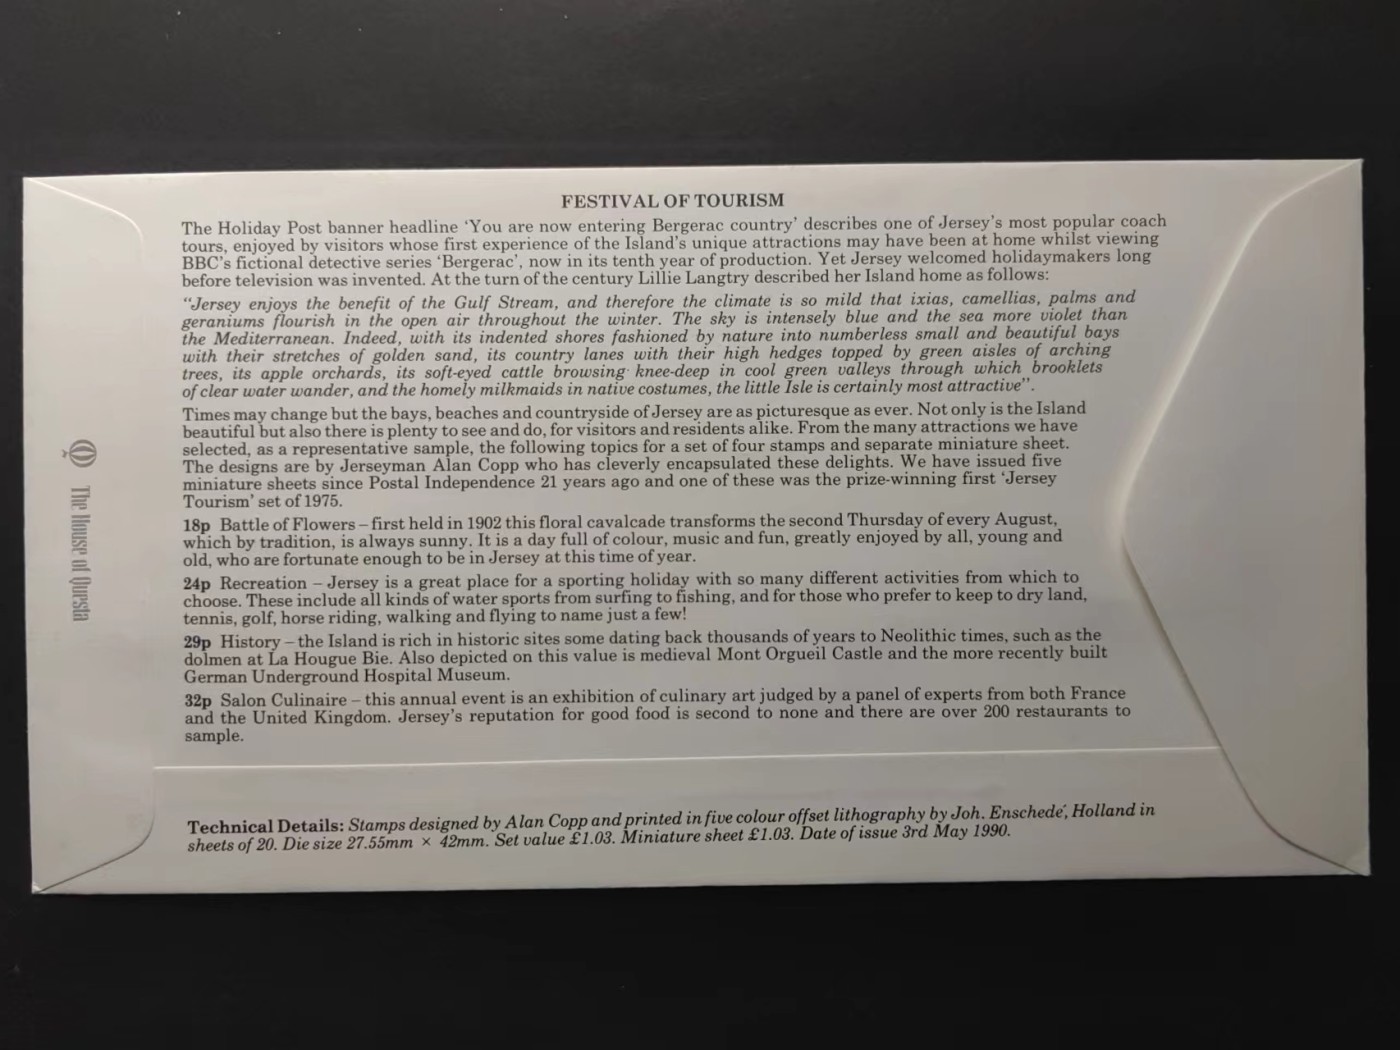 FESTIVAL OF TOURISM
The Holiday Post banner headline ‘You are now entering Bergerac country’ describes one of Jersey’s most popular coach
tours, enjoyed by visitors whose first experience of the Island’s unique attractions may have been at home whilst viewing
BBC’s fictional detective series ‘Bergerac’, now in its tenth year of production. Yet Jersey welcomed holidaymakers long
before television was invented. At the turn of the century Lillie Langtry described her Island home as follows:
“Jersey enjoys the benefit of the Gulf Stream, and therefore the climate is so mild that ixias, camellias, palms and
geraniums flourish in the open air throughout the winter. The sky is intensely blue and the sea more violet than
the Mediterranean. Indeed, with its indented shores fashioned by nature into numberless small and beautiful bays
with their stretches of golden sand, its country lanes with their high hedges topped by green aisles of arching
trees, its apple orchards, its soft-eyed cattle browsing knee-deep in cool green valleys through which brooklets
of clear water wander, and the homely milkmaids in native costumes, the little Isle is certainly most attractive”.
Times may change but the bays, beaches and countryside of Jersey are as picturesque as ever. Not only is the Island
beautiful but also there is plenty to see and do, for visitors and residents alike. From the many attractions we have
selected, as a representative sample, the following topics for a set of four stamps and separate miniature sheet.
The designs are by Jerseyman Alan Copp who has cleverly encapsulated these delights. We have issued five
miniature sheets since Postal Independence 21 years ago and one of these was the prize-winning first ‘Jersey
Tourism’ set of 1975.
18p Battle of Flowers – first held in 1902 this floral cavalcade transforms the second Thursday of every August,
which by tradition, is always sunny. It is a day full of colour, music and fun, greatly enjoyed by all, young and
old, who are fortunate enough to be in Jersey at this time of year.
24p Recreation – Jersey is a great place for a sporting holiday with so many different activities from which to
choose. These include all kinds of water sports from surfing to fishing, and for those who prefer to keep to dry land,
tennis, golf, horse riding, walking and flying to name just a few!
29p History – the Island is rich in historic sites some dating back thousands of years to Neolithic times, such as the
dolmen at La Hougue Bie. Also depicted on this value is medieval Mont Orgueil Castle and the more recently built
German Underground Hospital Museum.
32p Salon Culinaire – this annual event is an exhibition of culinary art judged by a panel of experts from both France
and the United Kingdom. Jersey’s reputation for good food is second to none and there are over 200 restaurants to
sample.
Technical Details: Stamps designed by Alan Copp and printed in five colour offset lithography by Joh. Enschedé, Holland in
sheets of 20. Die size 27.55mm × 42mm. Set value £1.03. Miniature sheet £1.03. Date of issue 3rd May 1990.
The House of Questa